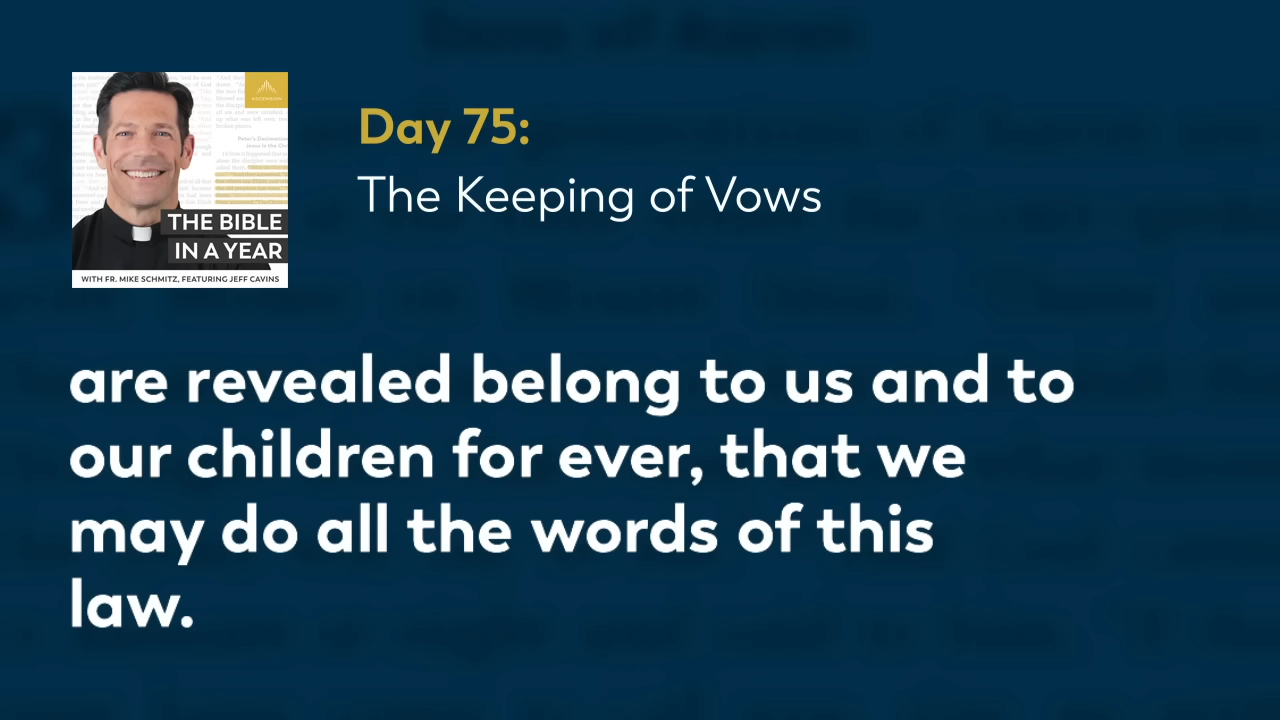 Day 75:
The Keeping of Vows
ASCENSION
THE BIBLE
IN A YEAR
WITH FR. MIKE SCHMITZ, FEATURING JEFF CAVINS
are revealed belong to us and to
our children for ever, that we
may do all the words of this
law.